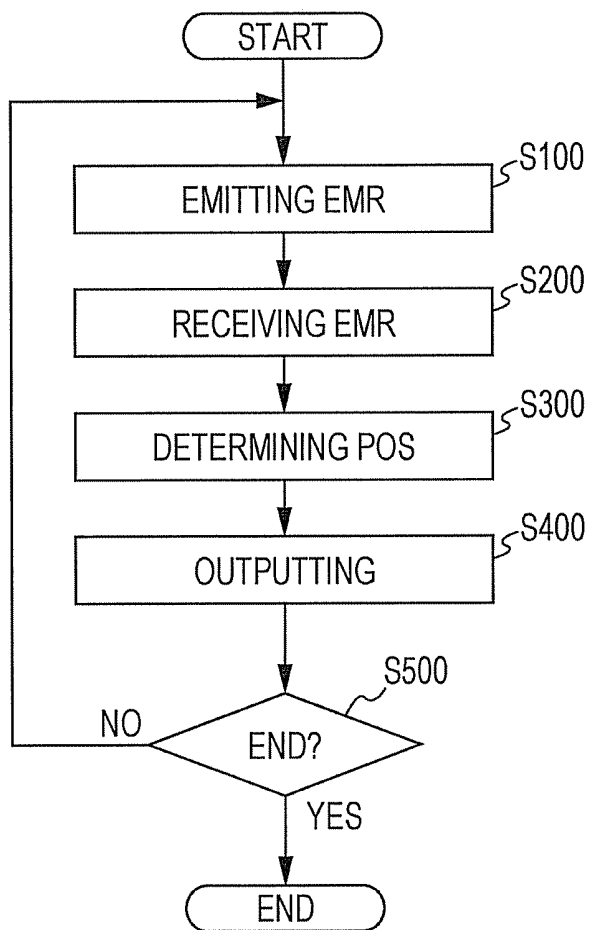 START
S100
EMITTING EMR
S200
RECEIVING EMR
S300
DETERMINING POS
S400
OUTPUTTING
S500
NO
END?
YES
END